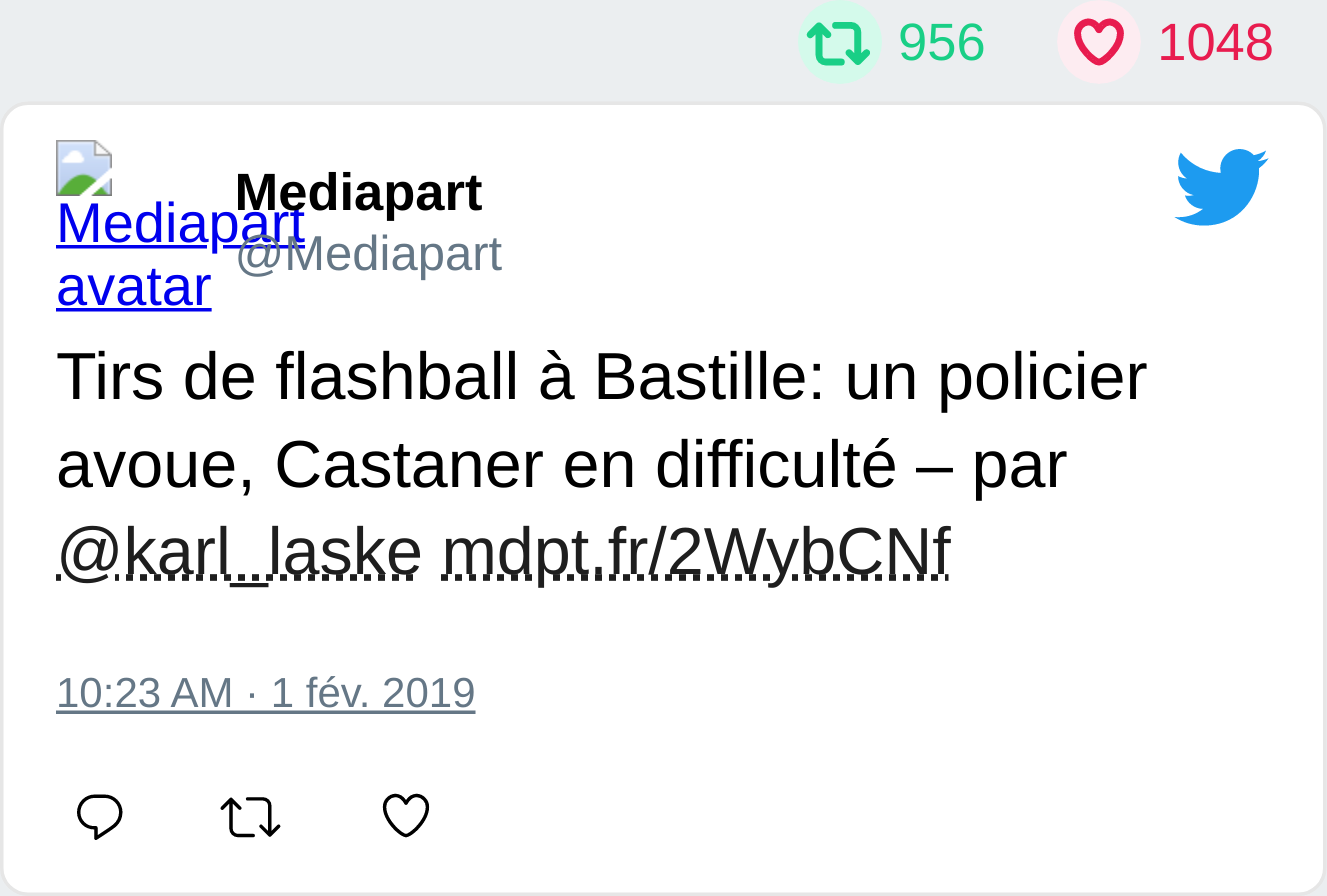 956 1048
Mediapart
@Mediapart
Mediapart
avatar
Tirs de flashball à Bastille: un policier
avoue, Castaner en difficulté – par
@karl_laske mdpt.fr/2WybCNf
10:23 AM · 1 fév. 2019